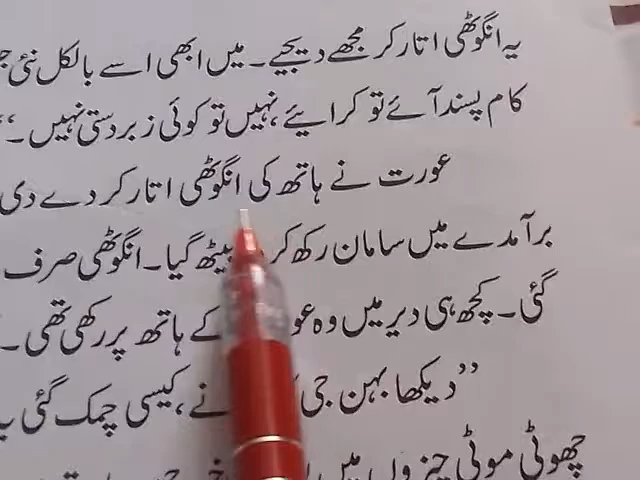 یہ انگوٹھی اتار کر مجھے دیجیے۔ میں ابھی اسے بالکل نئی
کام پسند آئے تو کرائیے، نہیں تو کوئی زبردستی نہیں۔‘‘
عورت نے ہاتھ کی انگوٹھی اتار کر دے دی
برآمدے میں سامان رکھ کر بیٹھ گیا۔ انگوٹھی صرف
گئی۔ کچھ ہی دیر میں وہ کے ہاتھ پر رکھی تھی۔
’’دیکھا بہن جی نے، کیسی چمک گئی
چھوٹی موٹی چیزوں میں